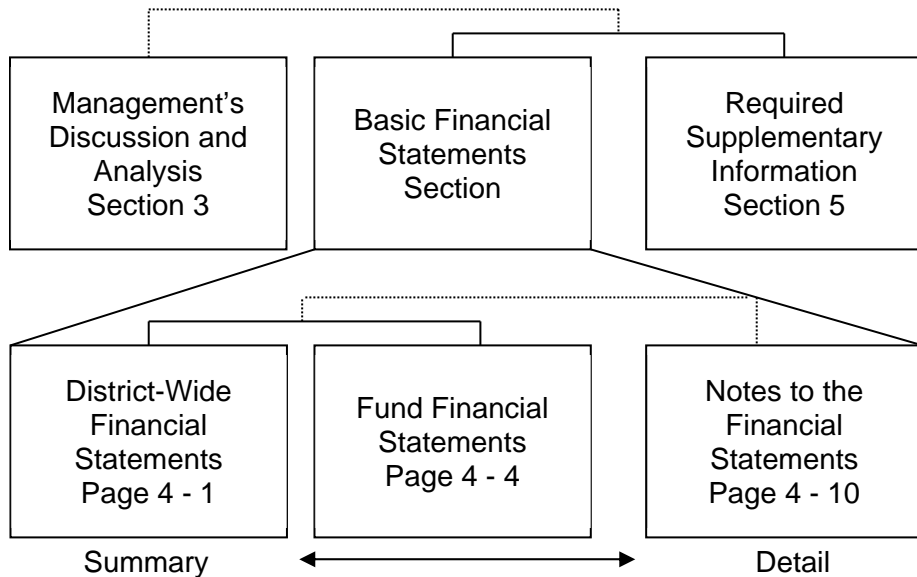 Management’s
Discussion and
Analysis
Section 3
Basic Financial
Statements
Section
Required
Supplementary
Information
Section 5
District-Wide
Financial
Statements
Page 4 - 1
Fund Financial
Statements
Page 4 - 4
Notes to the
Financial
Statements
Page 4 - 10
Summary
Detail